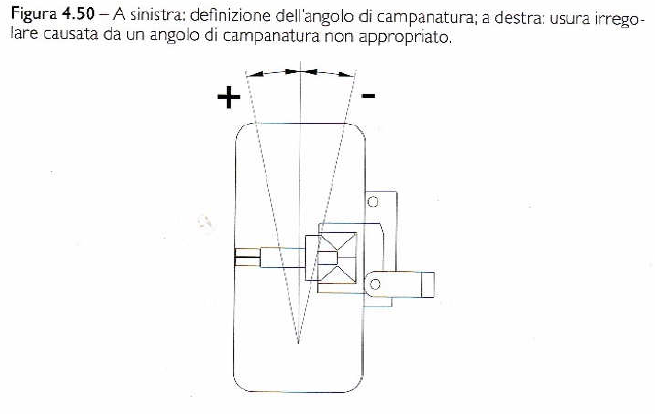 Figura 4.50 – A sinistra: definizione dell'angolo di campanatura; a destra: usura irrego-
lare causata da un angolo di campanatura non appropriato.
+ -